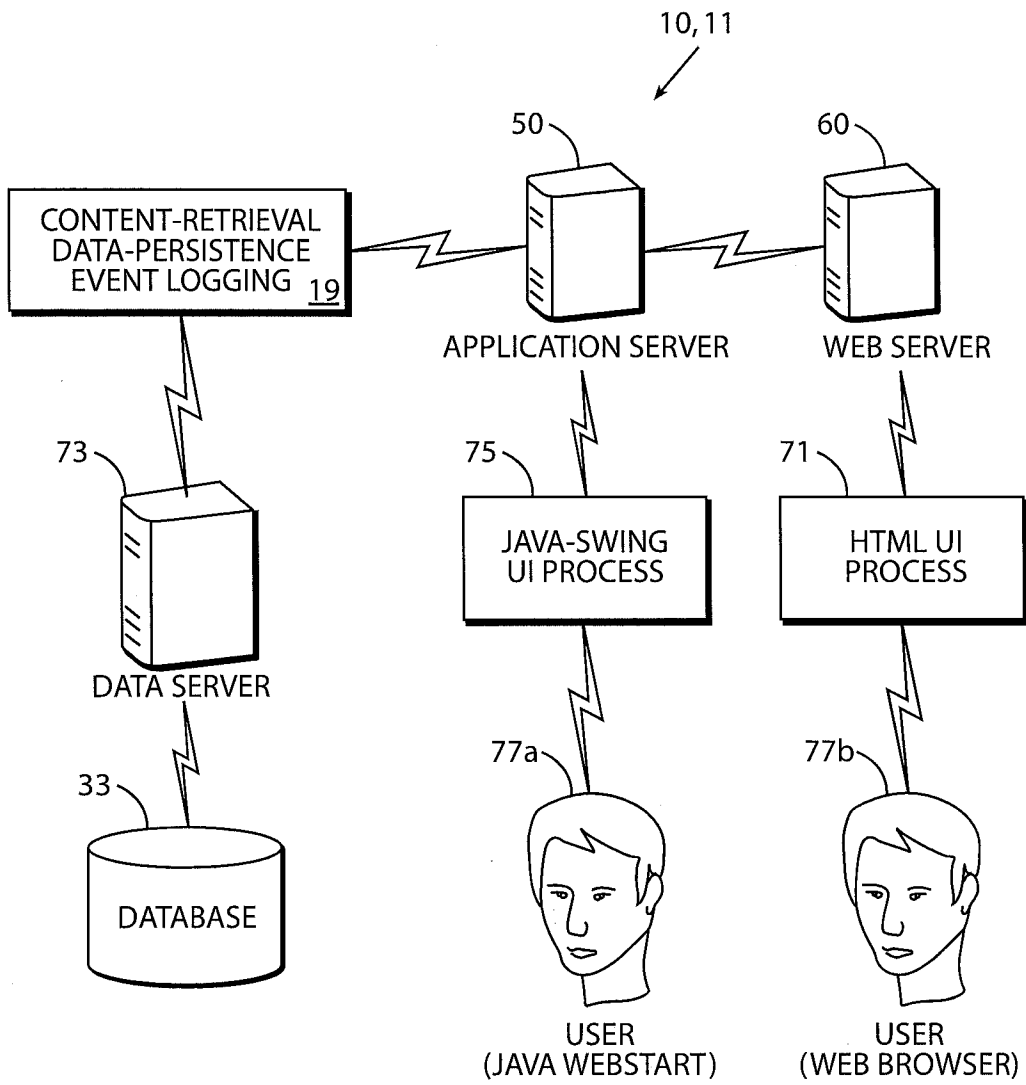 10, 11
50
60
CONTENT-RETRIEVAL
DATA-PERSISTENCE
EVENT LOGGING
19
APPLICATION SERVER
WEB SERVER
73
75
71
JAVA-SWING
UI PROCESS
HTML UI
PROCESS
DATA SERVER
33
77a
77b
DATABASE
USER
(JAVA WEBSTART)
USER
(WEB BROWSER)